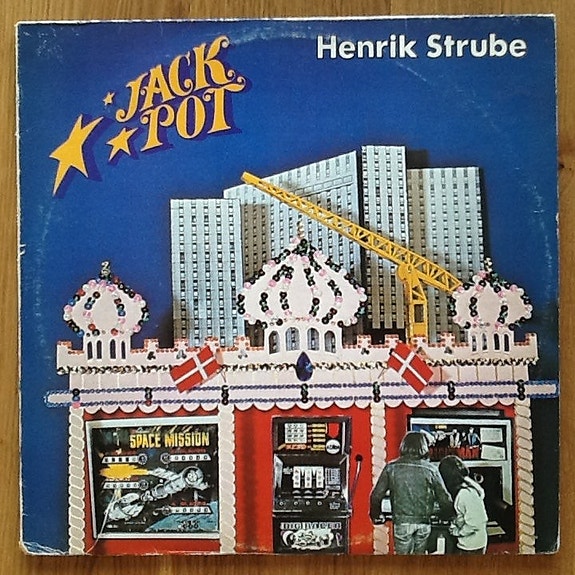 Henrik Strube
JACK
POT
SPACE MISSION